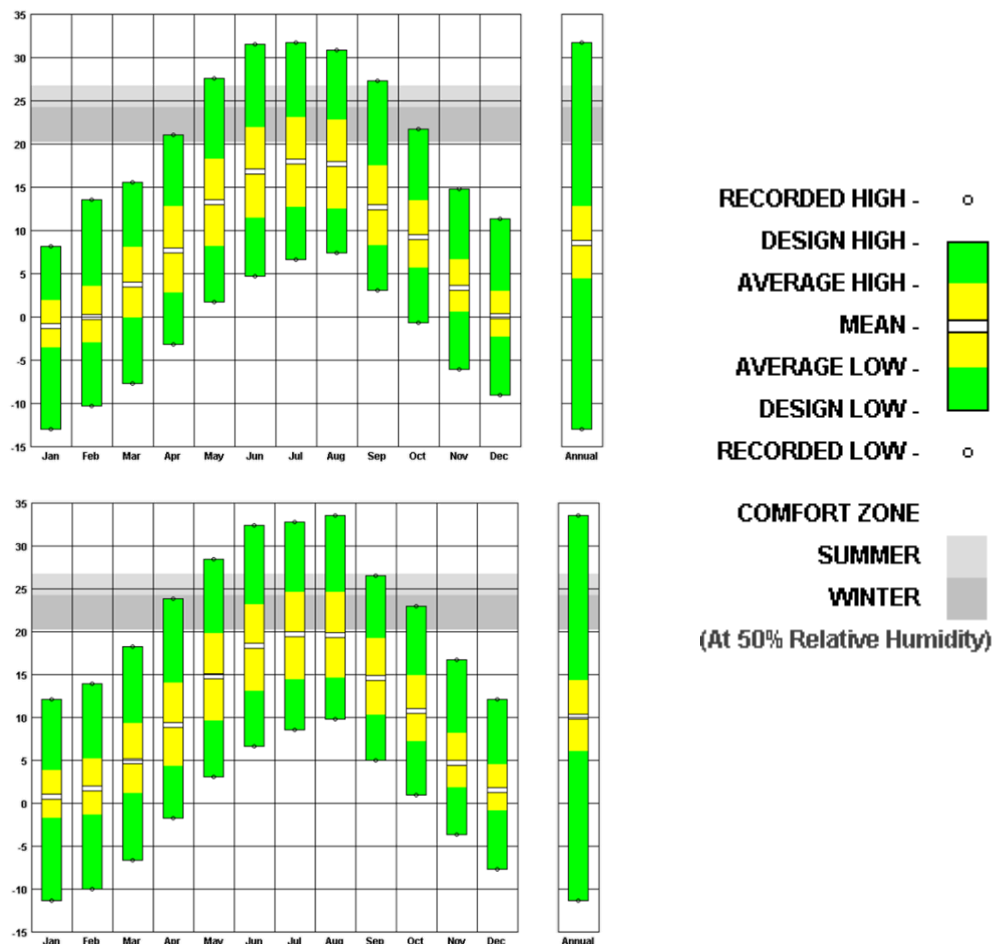 35
30
25
20
15
10
5
0
-5
-10
-15
Jan Feb Mar Apr May Jun Jul Aug Sep Oct Nov Dec Annual
RECORDED HIGH -
DESIGN HIGH -
AVERAGE HIGH -
MEAN -
AVERAGE LOW -
DESIGN LOW -
RECORDED LOW -
COMFORT ZONE
SUMMER
WINTER
(At 50% Relative Humidity)
35
30
25
20
15
10
5
0
-5
-10
-15
Jan Feb Mar Apr May Jun Jul Aug Sep Oct Nov Dec Annual